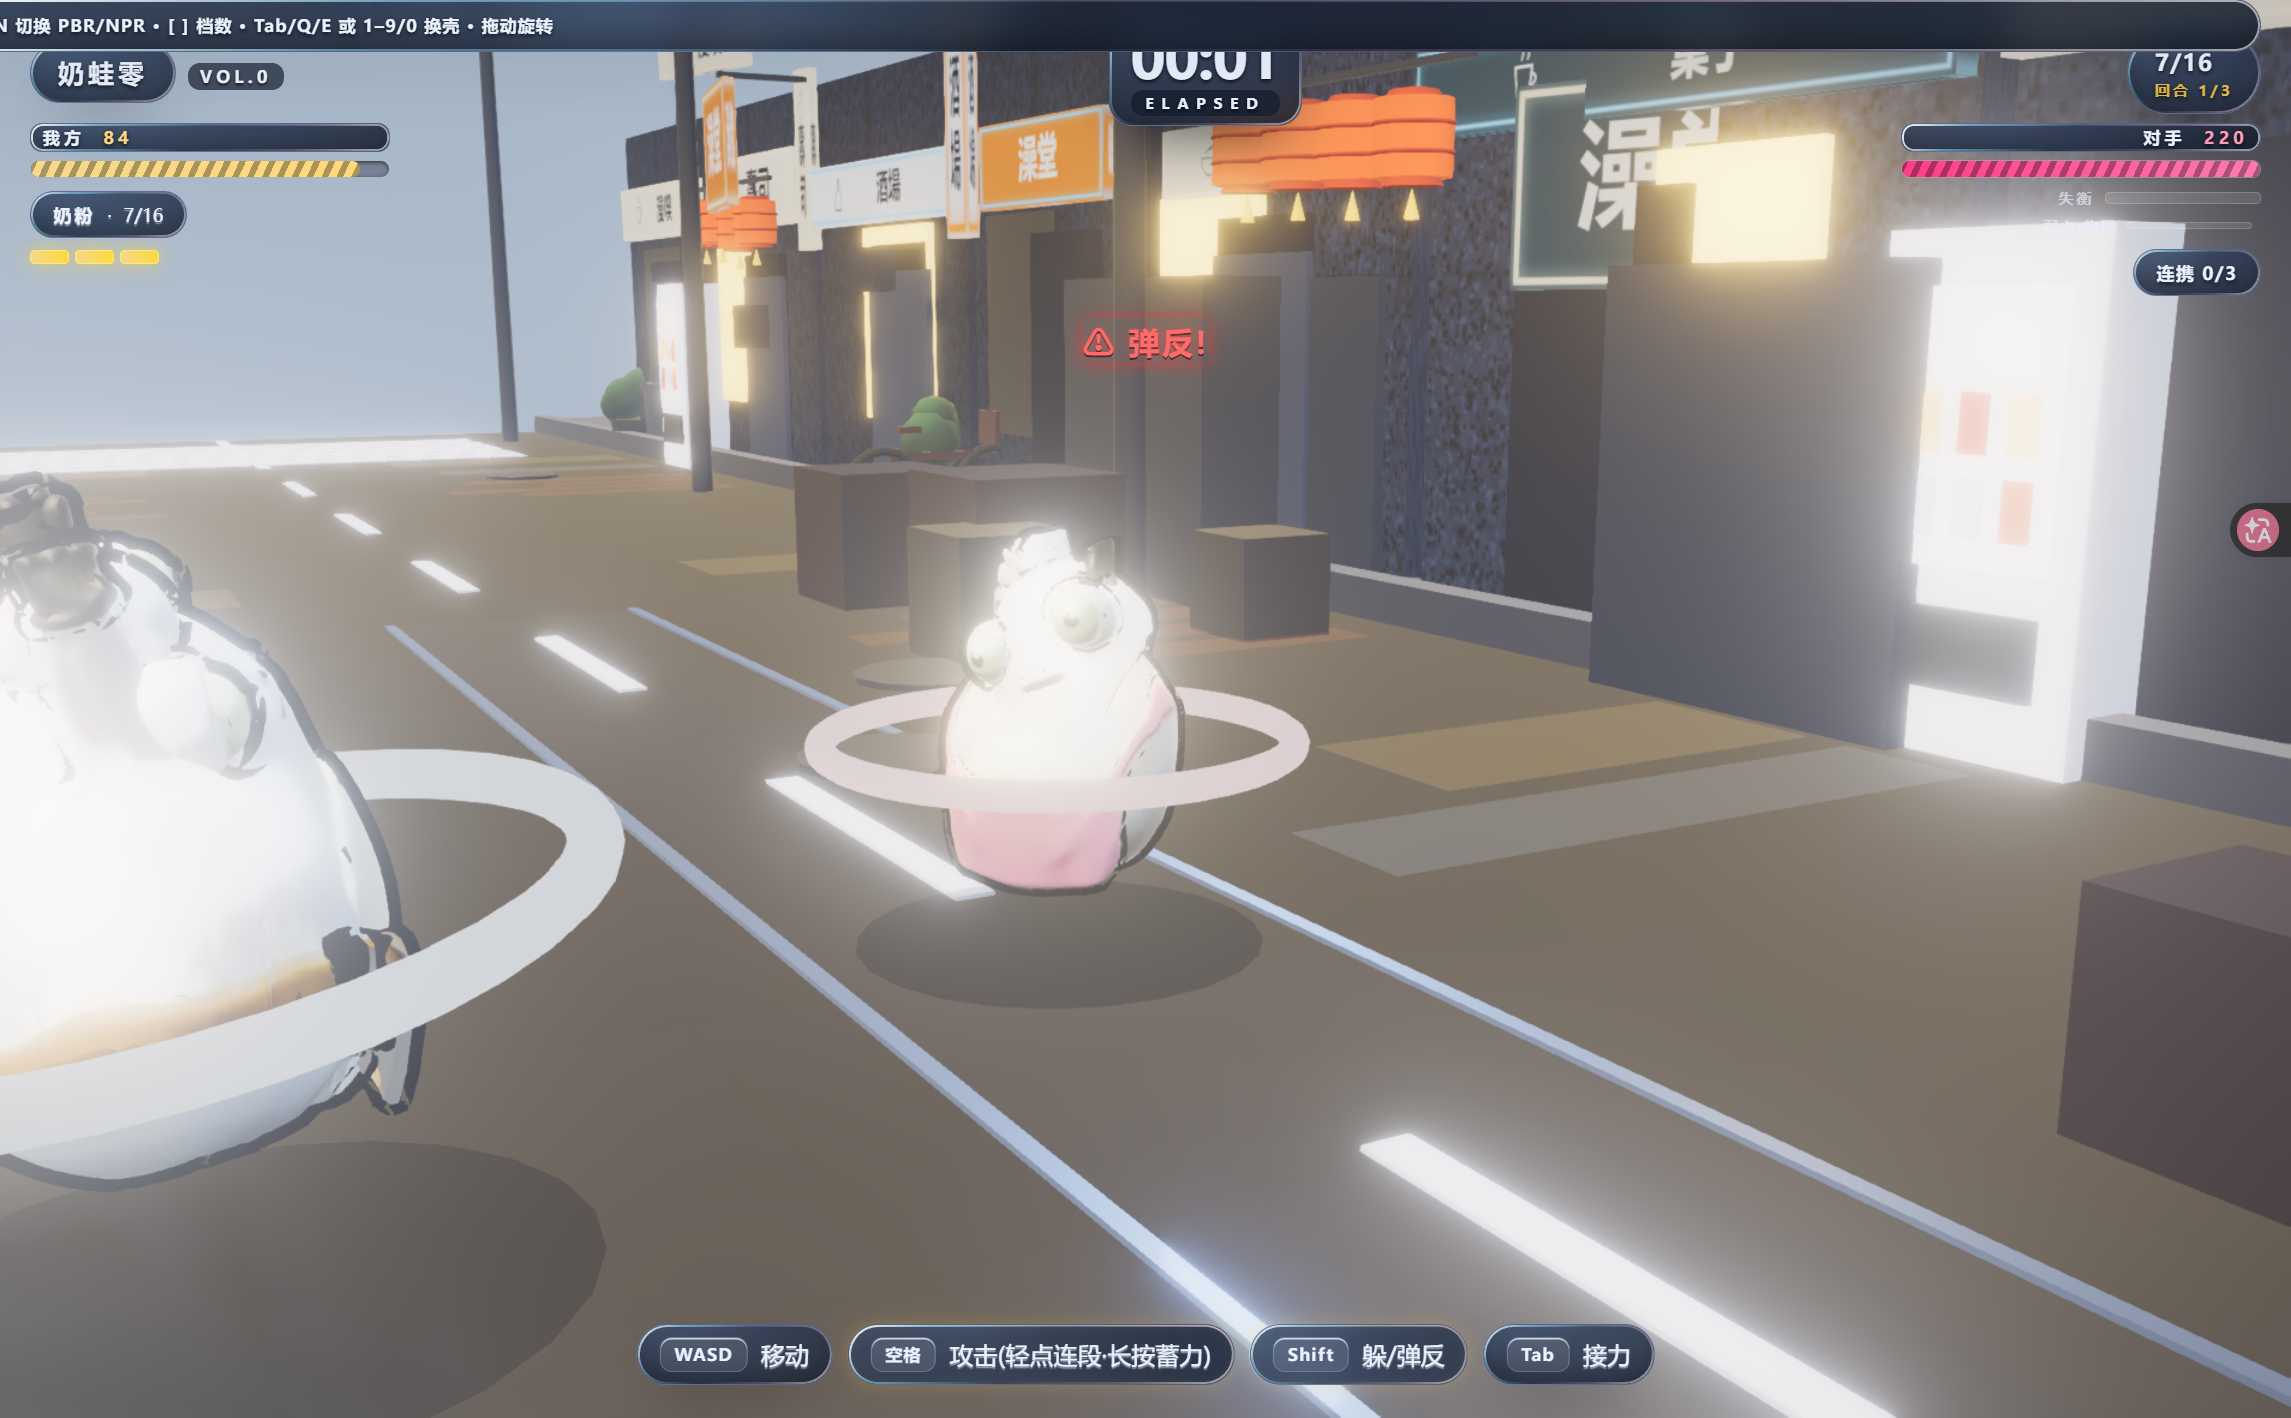 N 切换 PBR/NPR • [ ] 档数 • Tab/Q/E 或 1–9/0 换壳 • 拖动旋转
奶蛙零 VOL.0
00:01
ELAPSED
7/16
回合 1/3
我方 84
对手 220
失衡
奶粉 · 7/16
连携 0/3
弹反!
澡堂
酒場
WASD 移动
空格 攻击(轻点连段·长按蓄力)
Shift 躲/弹反
Tab 接力